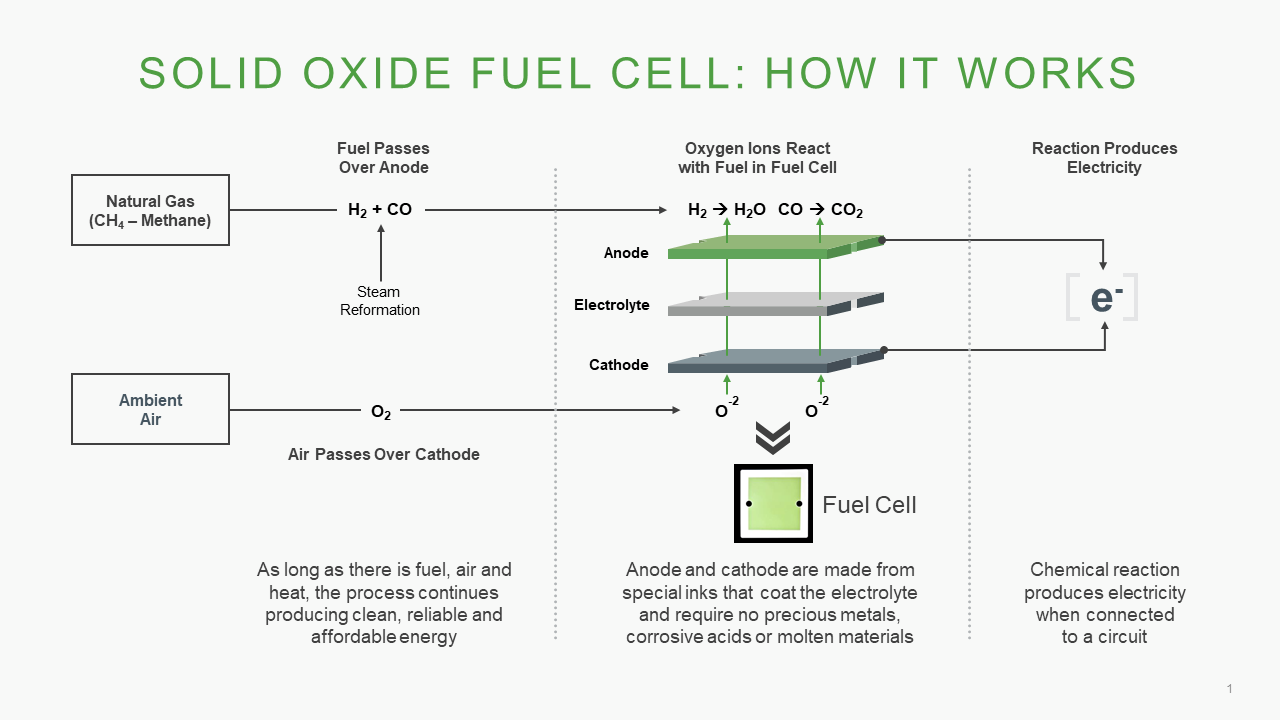 SOLID OXIDE FUEL CELL: HOW IT WORKS
Fuel Passes
Over Anode
Oxygen Ions React
with Fuel in Fuel Cell
Reaction Produces
Electricity
Natural Gas
(CH₄ – Methane)
H₂ + CO
H₂ → H₂O CO → CO₂
Anode
Steam
Reformation
Electrolyte
e⁻
Cathode
Ambient
Air
O₂
O⁻² O⁻²
Air Passes Over Cathode
Fuel Cell
As long as there is fuel, air and
heat, the process continues
producing clean, reliable and
affordable energy
Anode and cathode are made from
special inks that coat the electrolyte
and require no precious metals,
corrosive acids or molten materials
Chemical reaction
produces electricity
when connected
to a circuit
1